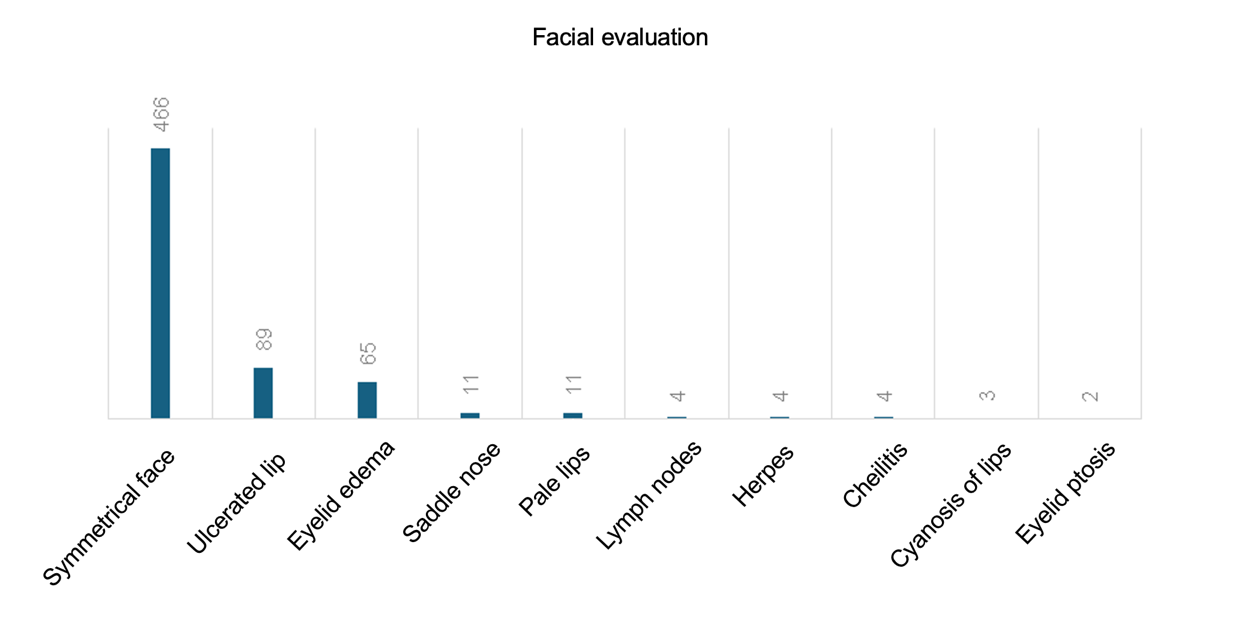 Facial evaluation
466
89
65
11
11
4
4
4
3
2
Symmetrical face
Ulcerated lip
Eyelid edema
Saddle nose
Pale lips
Lymph nodes
Herpes
Cheilitis
Cyanosis of lips
Eyelid ptosis